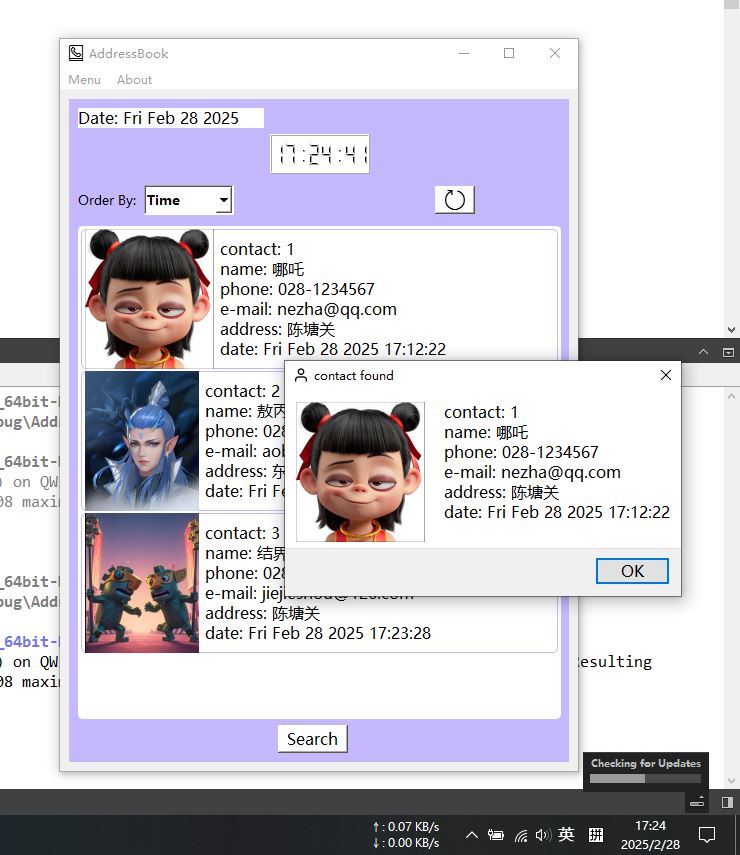 AddressBook
Menu About
Date: Fri Feb 28 2025
17:24:41
Order By: Time
contact: 1
name: 哪吒
phone: 028-1234567
e-mail: nezha@qq.com
address: 陈塘关
date: Fri Feb 28 2025 17:12:22
contact: 2
name: 敖丙
phone: 028
e-mail:
address: 东
date: Fri Fe
contact: 3
name: 结界
phone: 028
e-mail: jiejieshou@126.com
address: 陈塘关
date: Fri Feb 28 2025 17:23:28
Search
contact found
contact: 1
name: 哪吒
phone: 028-1234567
e-mail: nezha@qq.com
address: 陈塘关
date: Fri Feb 28 2025 17:12:22
OK
_64bit-
bug\Add
_64bit-
) on QW
08 maxim
_64bit-
bug\Add
_64bit-
) on QW
Resulting
08 maxim
Checking for Updates
↑: 0.07 KB/s
↓: 0.00 KB/s
英
17:24
2025/2/28